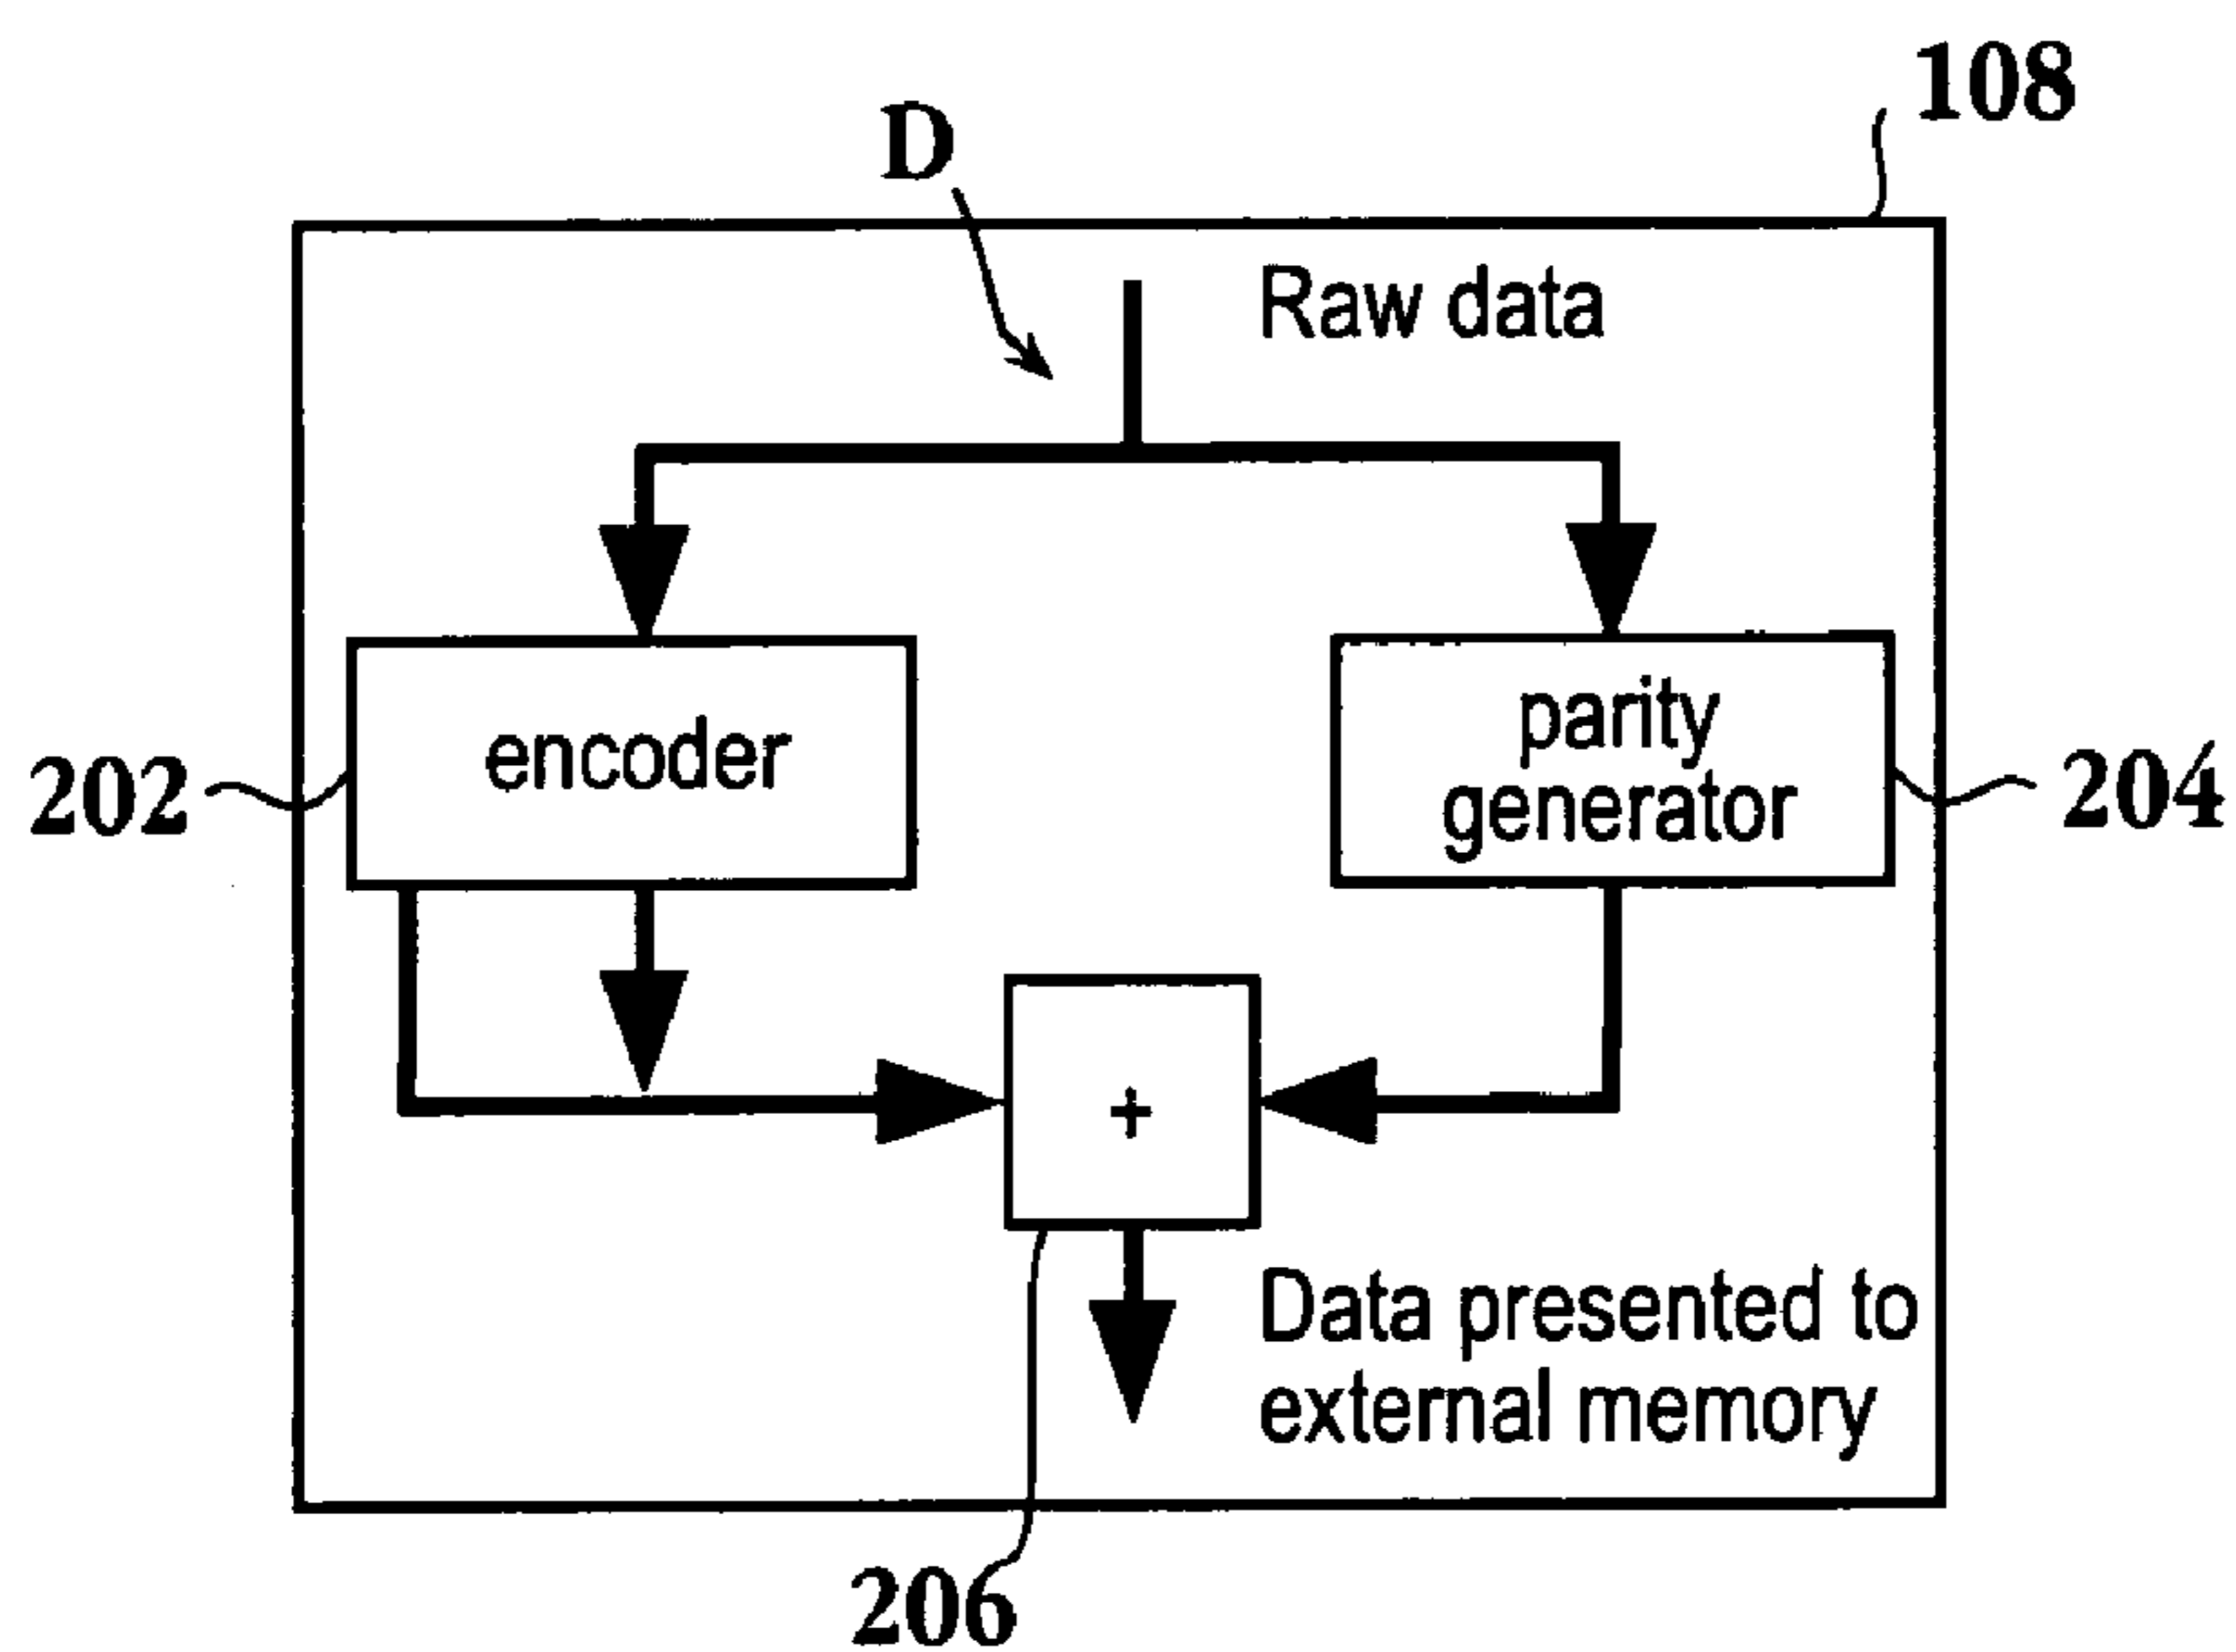 108
D
Raw data
encoder
parity
generator
202
204
+
Data presented to
external memory
206